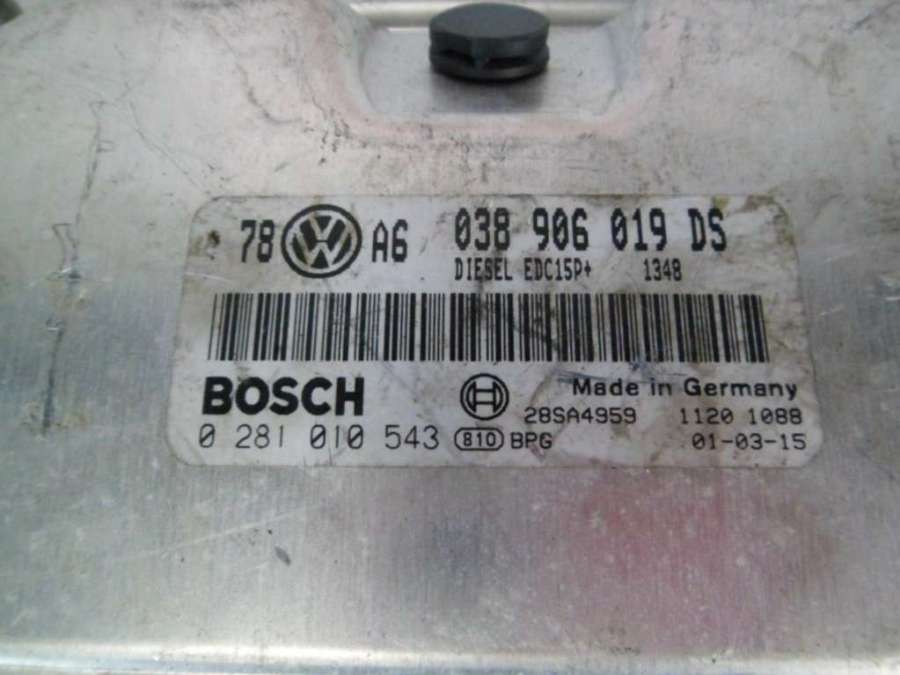 78 VW A6 038 906 019 DS
DIESEL EDC15P+ 1348
BOSCH Made in Germany
28SA4959 1120 1088
0 281 010 543 810 BPG 01-03-15